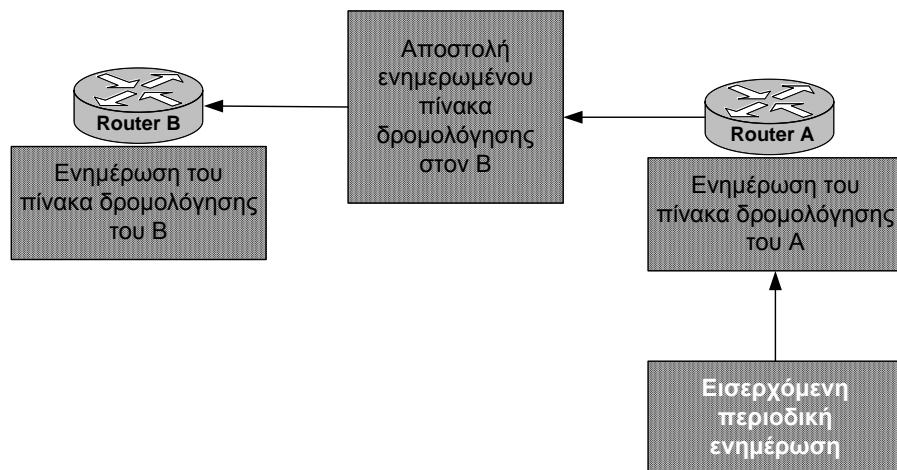 Router B
Ενημέρωση του
πίνακα δρομολόγησης
του Β
Αποστολή
ενημερωμένου
πίνακα
δρομολόγησης
στον Β
Router A
Ενημέρωση του
πίνακα δρομολόγησης
του Α
Εισερχόμενη
περιοδική
ενημέρωση